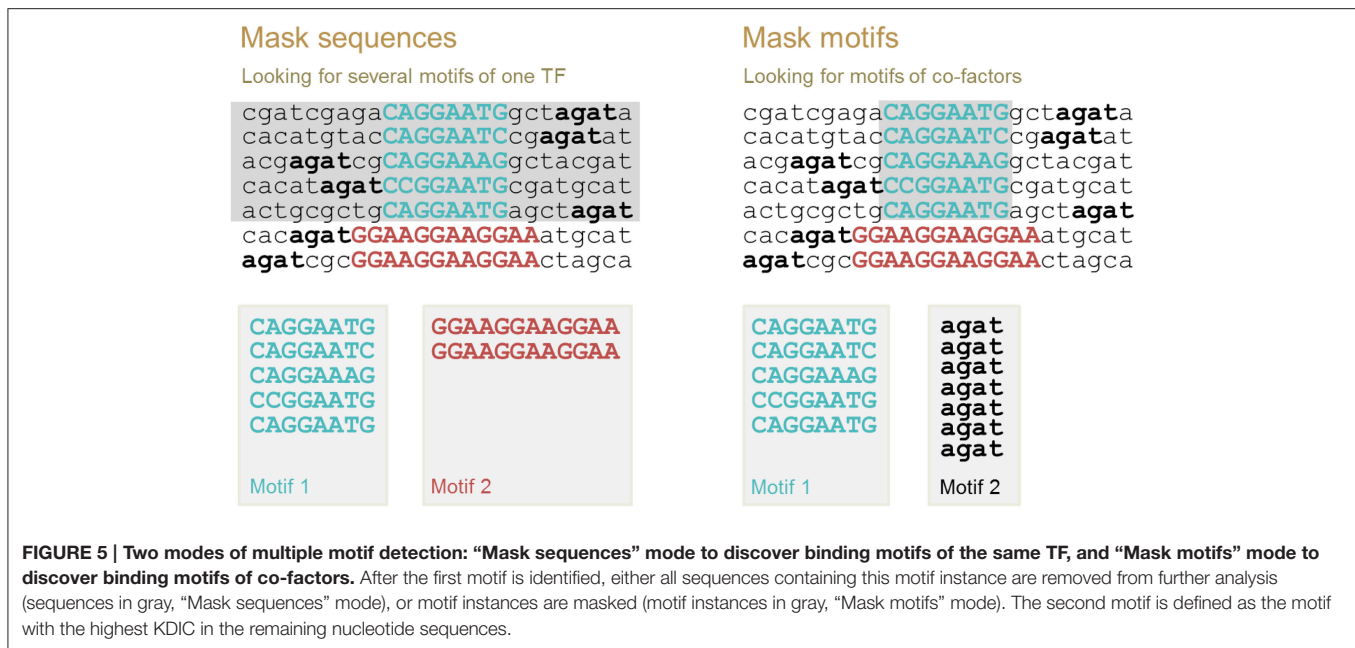 Mask sequences
Looking for several motifs of one TF
cgatcgagaCAGGAATGgctagata
cacatgtacCAGGAATCcgagatat
acgagatcgCAGGAAAGgctacgat
cacatagatCCGGAATGcgatgcat
actgcgctgCAGGAATGagctagat
cacagatGGAAGGAAGGAAatgcat
agatcgcGGAAGGAAGGAActagca
CAGGAATG
CAGGAATC
CAGGAAAG
CCGGAATG
CAGGAATG
Motif 1
GGAAGGAAGGAA
GGAAGGAAGGAA
Motif 2
Mask motifs
Looking for motifs of co-factors
cgatcgagaCAGGAATGgctagata
cacatgtacCAGGAATCcgagatat
acgagatcgCAGGAAAGgctacgat
cacatagatCCGGAATGcgatgcat
actgcgctgCAGGAATGagctagat
cacagatGGAAGGAAGGAAatgcat
agatcgcGGAAGGAAGGAActagca
CAGGAATG
CAGGAATC
CAGGAAAG
CCGGAATG
CAGGAATG
Motif 1
agat
agat
agat
agat
agat
agat
agat
Motif 2
FIGURE 5 | Two modes of multiple motif detection: “Mask sequences” mode to discover binding motifs of the same TF, and “Mask motifs” mode to
discover binding motifs of co-factors. After the first motif is identified, either all sequences containing this motif instance are removed from further analysis
(sequences in gray, “Mask sequences” mode), or motif instances are masked (motif instances in gray, “Mask motifs” mode). The second motif is defined as the motif
with the highest KDIC in the remaining nucleotide sequences.